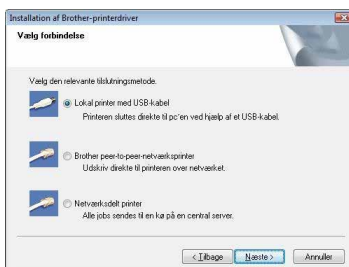 Installation af Brother-printerdriver
Vælg forbindelse
Vælg den relevante tilslutningsmetode.
Lokal printer med USB-kabel
Printeren sluttes direkte til pc'en ved hjælp af et USB-kabel.
Brother peer-to-peer-netværksprinter
Udskriv direkte til printeren over netværket.
Netværksdelt printer
Alle jobs sendes til en kø på en central server.
< Tilbage Næste > Annuller